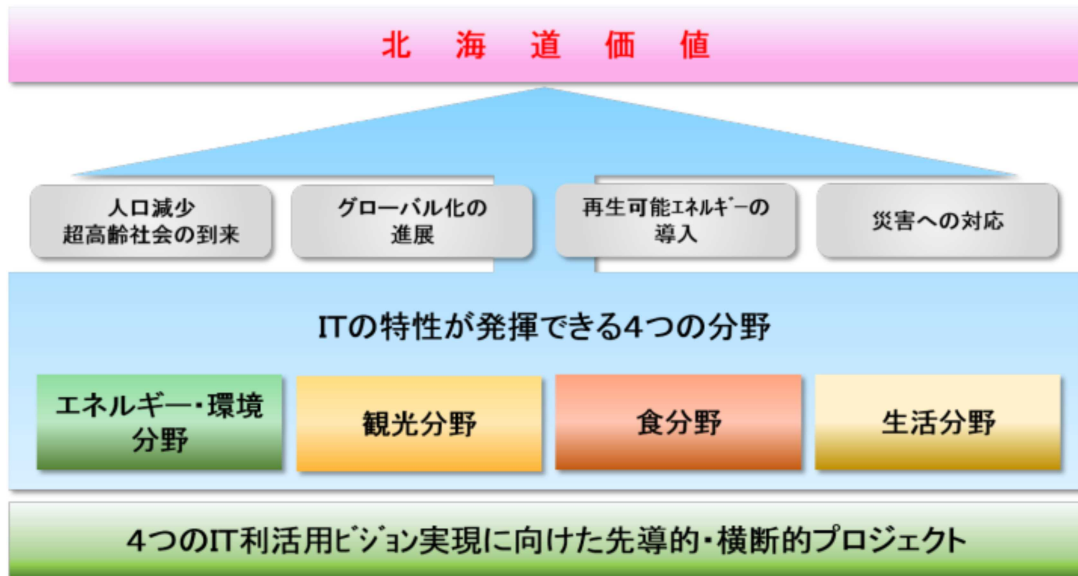 北海道価値
人口減少
超高齢社会の到来
グローバル化の
進展
再生可能ｴﾈﾙｷﾞｰの
導入
災害への対応
ITの特性が発揮できる4つの分野
エネルギー・環境
分野
観光分野
食分野
生活分野
4つのIT利活用ﾋﾞｼﾞｮﾝ実現に向けた先導的・横断的プロジェクト